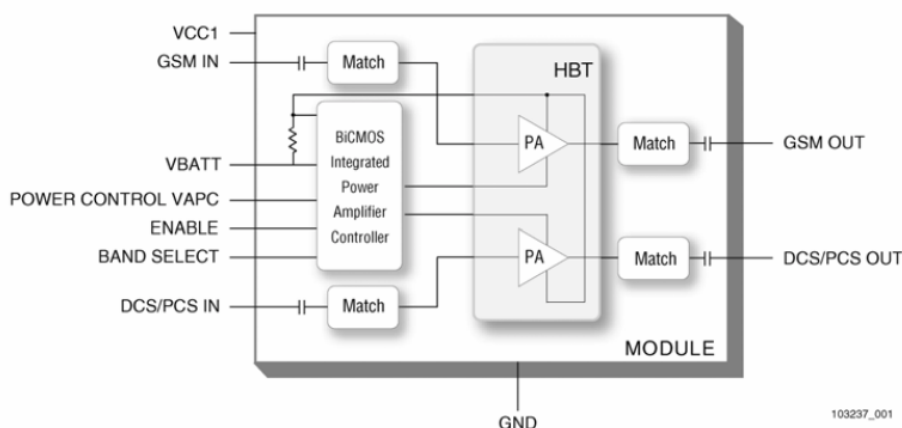 VCC1
GSM IN
Match
HBT
BiCMOS
Integrated
Power
Amplifier
Controller
PA
Match
GSM OUT
VBATT
POWER CONTROL VAPC
ENABLE
BAND SELECT
PA
Match
DCS/PCS OUT
DCS/PCS IN
Match
MODULE
GND
103237_001